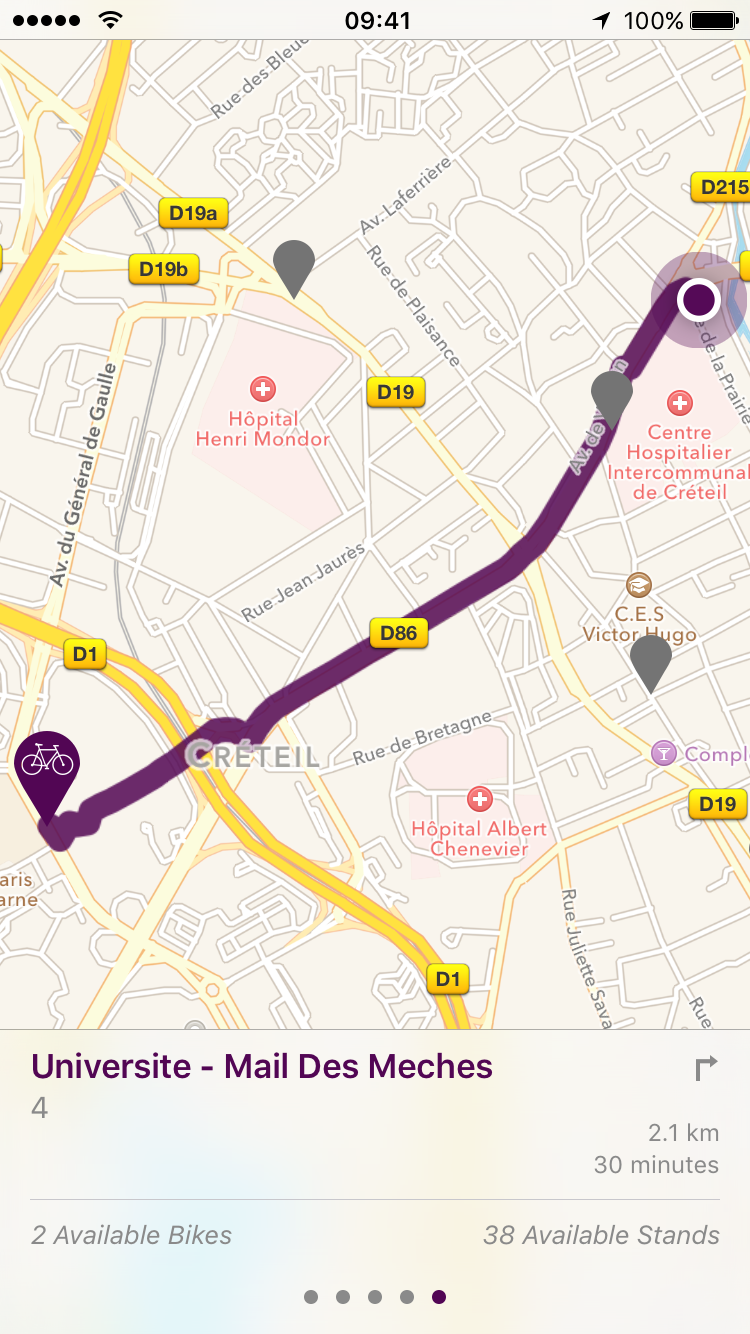 09:41
100%
Rue des Bleue
D215
Av. Laferrière
D19a
D19b
Rue de Plaisance
de la Prairie
Av. du Général de Gaulle
D19
Hôpital
Henri Mondor
Av. de
Centre
Hospitalier
Intercommunal
de Créteil
Rue Jean Jaurès
C.E.S
Victor Hugo
D86
D1
CRÉTEIL
Rue de Bretagne
Comple
D19
Hôpital Albert
Chenevier
aris
arne
Rue Juliette Sava
D1
Rue
Universite - Mail Des Meches
4
2.1 km
30 minutes
2 Available Bikes
38 Available Stands